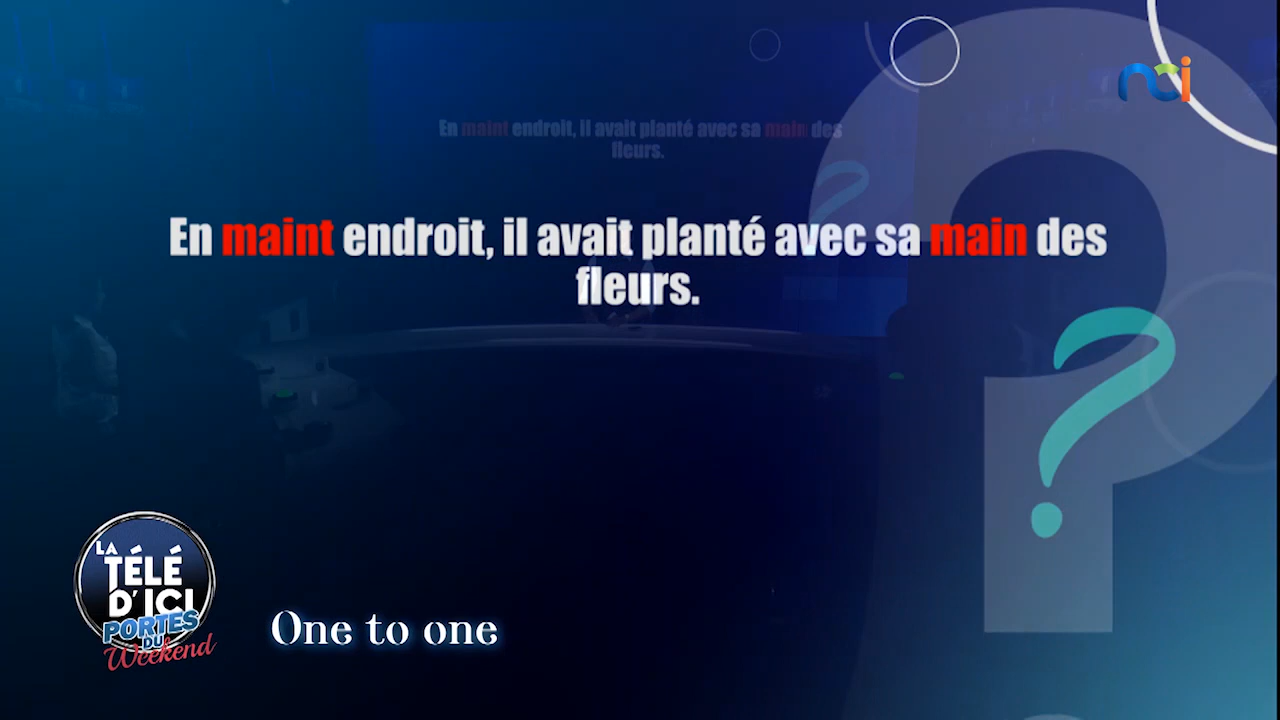 nci
En maint endroit, il avait planté avec sa main des
fleurs.
En maint endroit, il avait planté avec sa main des
fleurs.
LA
TÉLÉ
D'ICI
PORTES
DU
Weekend
One to one